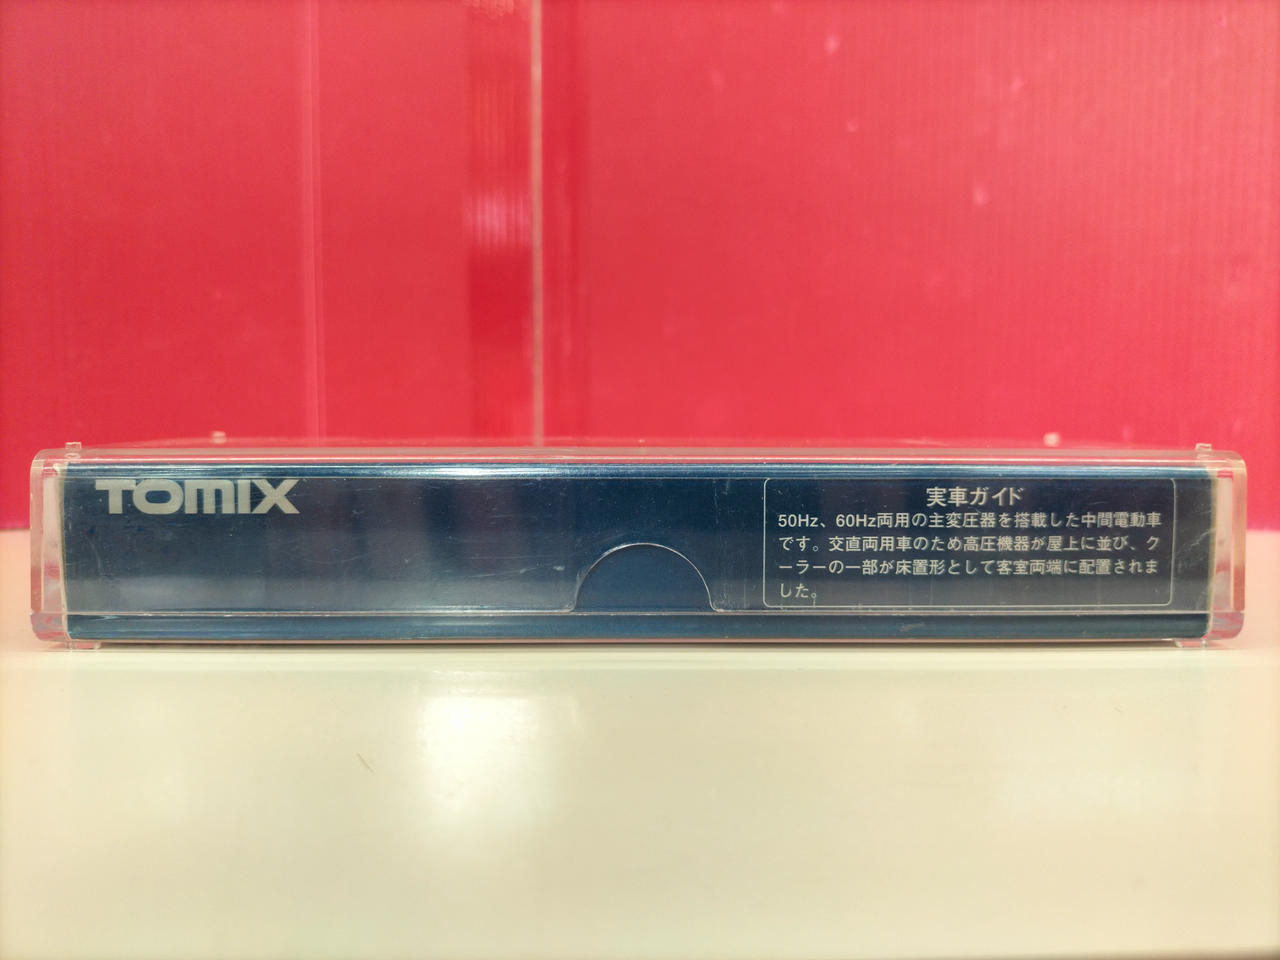 TOMIX
実車ガイド
50Hz、60Hz両用の主変圧器を搭載した中間電動車
です。交直両用車のため高圧機器が屋上に並び、ク
ーラーの一部が床置形として客室両端に配置されま
した。